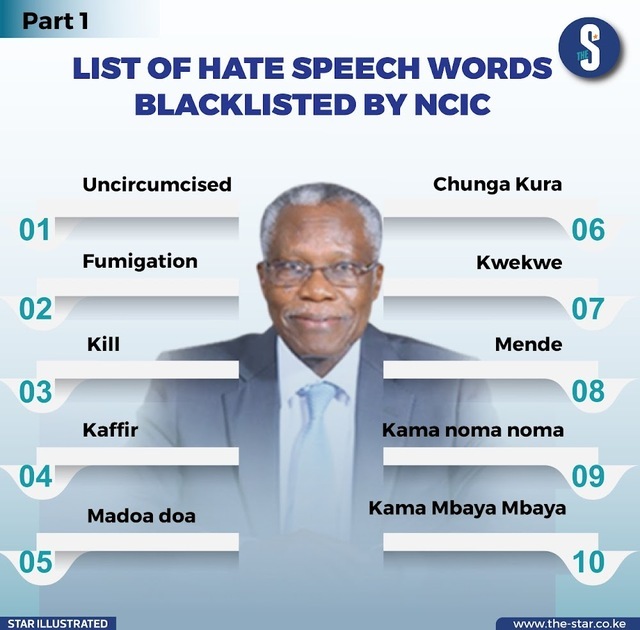 Part 1
THE S
LIST OF HATE SPEECH WORDS
BLACKLISTED BY NCIC
Uncircumcised
01
Fumigation
02
Kill
03
Kaffir
04
Madoa doa
05
Chunga Kura
06
Kwekwe
07
Mende
08
Kama noma noma
09
Kama Mbaya Mbaya
10
STAR ILLUSTRATED
www.the-star.co.ke